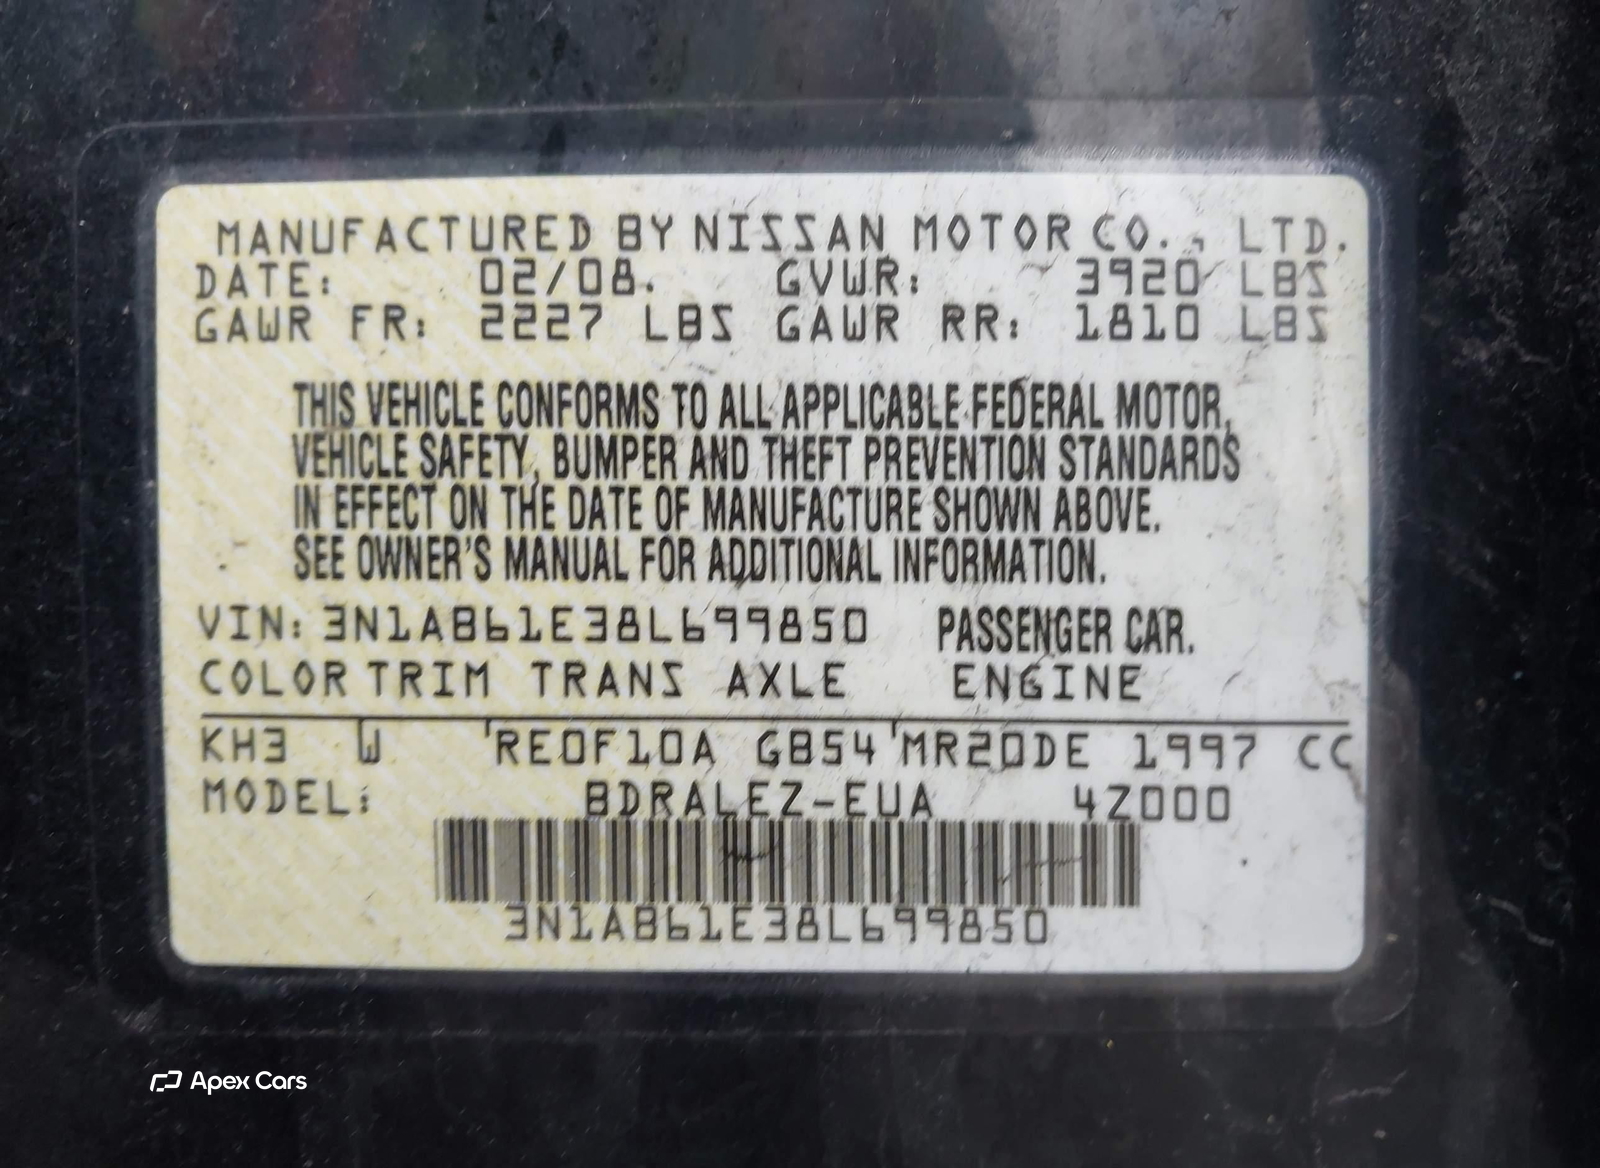 MANUFACTURED BY NISSAN MOTOR CO., LTD.
DATE: 02/08. GVWR: 3920 LBS
GAWR FR: 2227 LBS GAWR RR: 1810 LBS
THIS VEHICLE CONFORMS TO ALL APPLICABLE FEDERAL MOTOR
VEHICLE SAFETY, BUMPER AND THEFT PREVENTION STANDARDS
IN EFFECT ON THE DATE OF MANUFACTURE SHOWN ABOVE.
SEE OWNER'S MANUAL FOR ADDITIONAL INFORMATION.
VIN: 3N1AB61E38L699850 PASSENGER CAR.
COLOR TRIM TRANS AXLE ENGINE
KH3 W RE0F10A GB54 MR20DE 1997 CC
MODEL: BDRALEZ-EUA 4Z000
3N1AB61E38L699850
Apex Cars